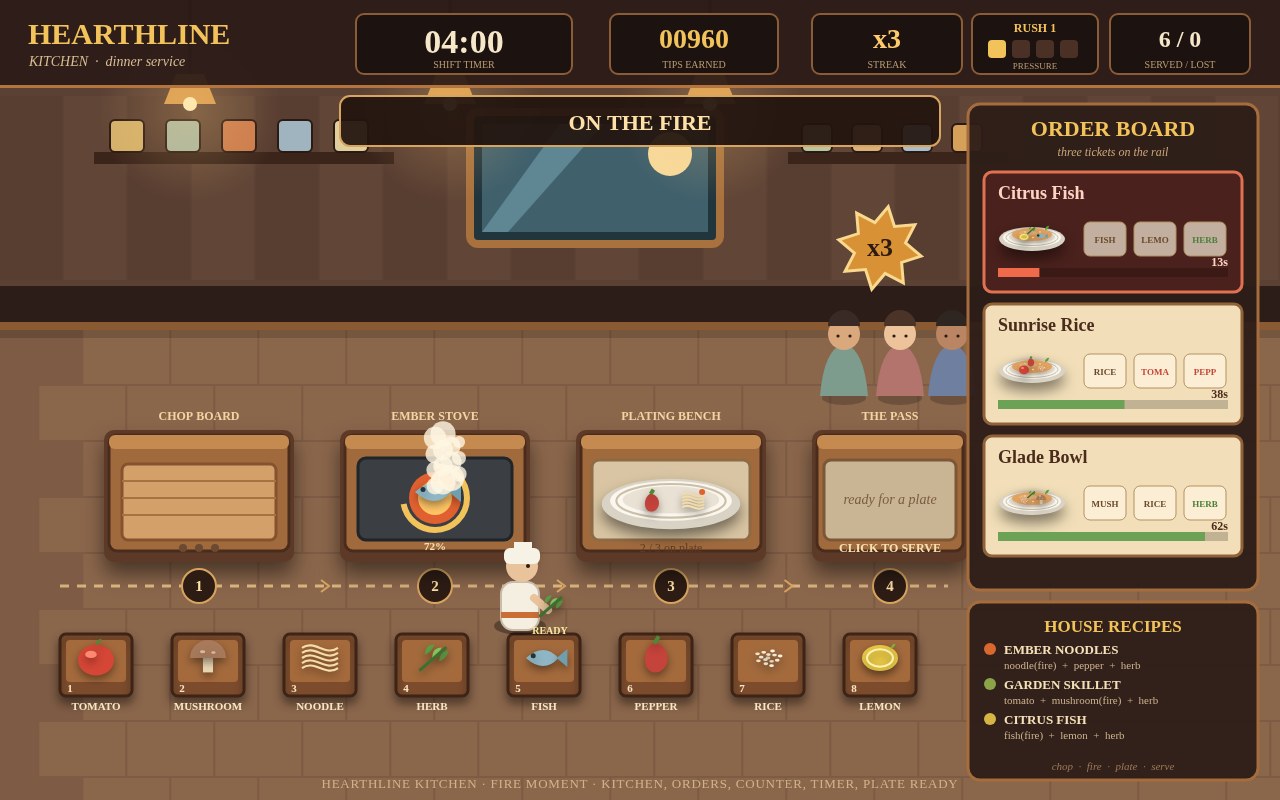 HEARTHLINE
KITCHEN · dinner service
04:00
SHIFT TIMER
00960
TIPS EARNED
x3
STREAK
RUSH 1
PRESSURE
6 / 0
SERVED / LOST
ON THE FIRE
x3
ORDER BOARD
three tickets on the rail
Citrus Fish
FISH LEMO HERB
13s
Sunrise Rice
RICE TOMA PEPP
38s
Glade Bowl
MUSH RICE HERB
62s
CHOP BOARD
EMBER STOVE
PLATING BENCH
THE PASS
ready for a plate
72%
2 / 3 on plate
CLICK TO SERVE
1
2
3
4
READY
1
2
3
4
5
6
7
8
TOMATO
MUSHROOM
NOODLE
HERB
FISH
PEPPER
RICE
LEMON
HOUSE RECIPES
EMBER NOODLES
noodle(fire) + pepper + herb
GARDEN SKILLET
tomato + mushroom(fire) + herb
CITRUS FISH
fish(fire) + lemon + herb
chop · fire · plate · serve
HEARTHLINE KITCHEN · FIRE MOMENT · KITCHEN, ORDERS, COUNTER, TIMER, PLATE READY